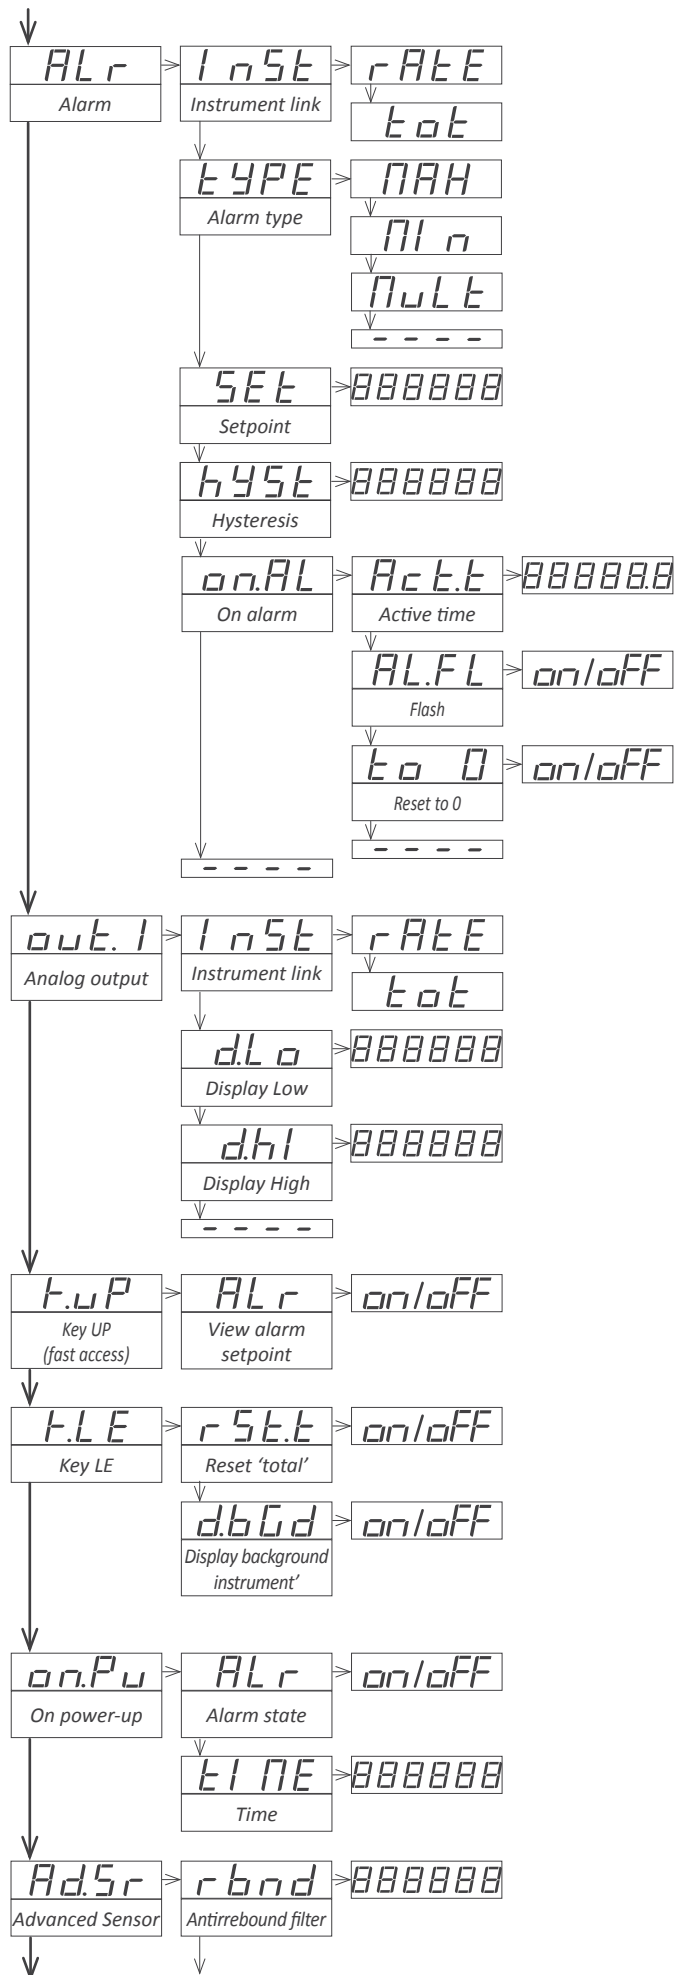 ALr
Alarm
InSt
Instrument link
rAtE
tot
tYPE
Alarm type
MAX
MIn
MuLt
- - - -
SEt
Setpoint
888888
hYSt
Hysteresis
888888
on.AL
On alarm
Act.t
Active time
88888.8
AL.FL
Flash
on/oFF
to 0
Reset to 0
on/oFF
- - - -
- - - -
out.1
Analog output
InSt
Instrument link
rAtE
tot
d.Lo
Display Low
888888
d.hI
Display High
888888
- - - -
k.uP
Key UP
(fast access)
ALr
View alarm
setpoint
on/oFF
k.LE
Key LE
rSt.t
Reset ‘total’
on/oFF
d.bGd
Display background
instrument’
on/oFF
on.Pu
On power-up
ALr
Alarm state
on/oFF
tIME
Time
888888
Ad.Sr
Advanced Sensor
rbnd
Antirrebound filter
888888